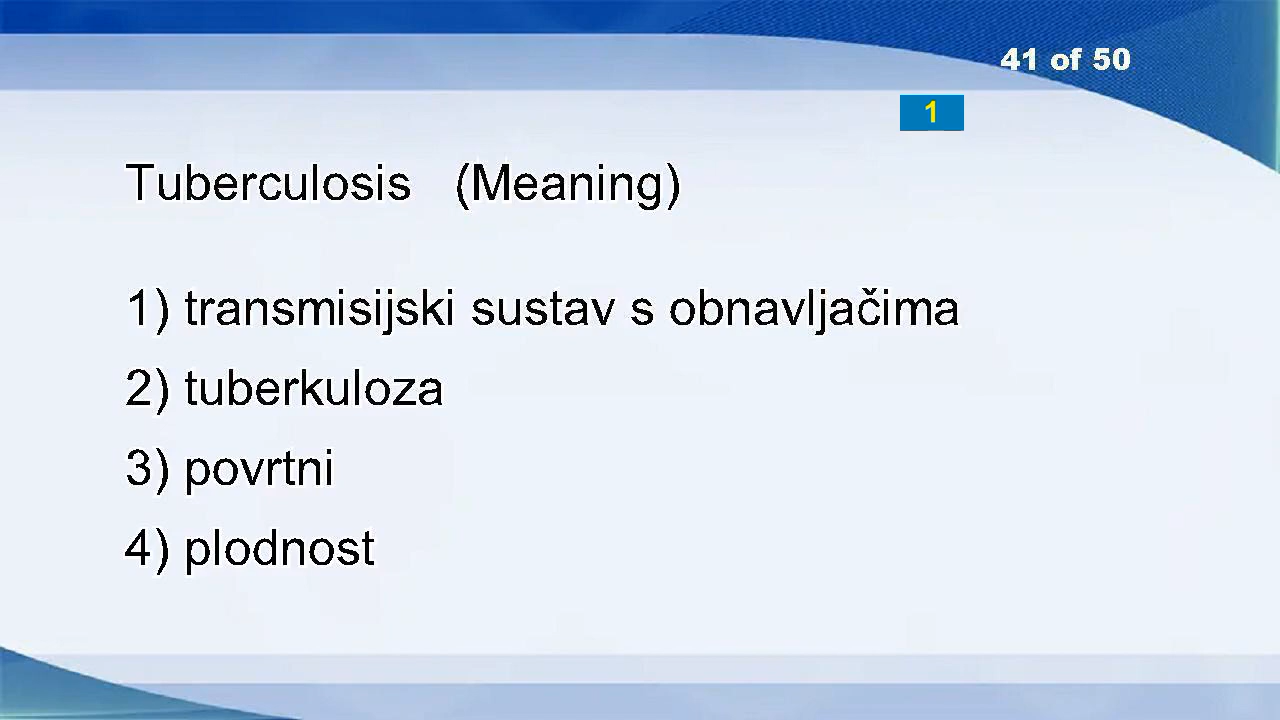 41 of 50
1
Tuberculosis (Meaning)
1) transmisijski sustav s obnavljačima
2) tuberkuloza
3) povrtni
4) plodnost